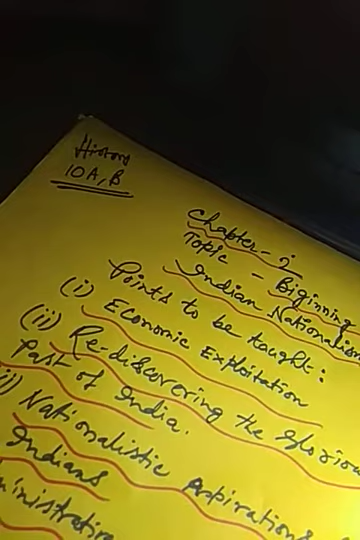 History
10A, B
Chapter - 2
Topic - Biginning
Indian Nationalism
Points to be taught:
(i) Economic Exploitation
(ii) Re-discovering the Glorious
Past of India.
Nationalistic Aspirations
Indians